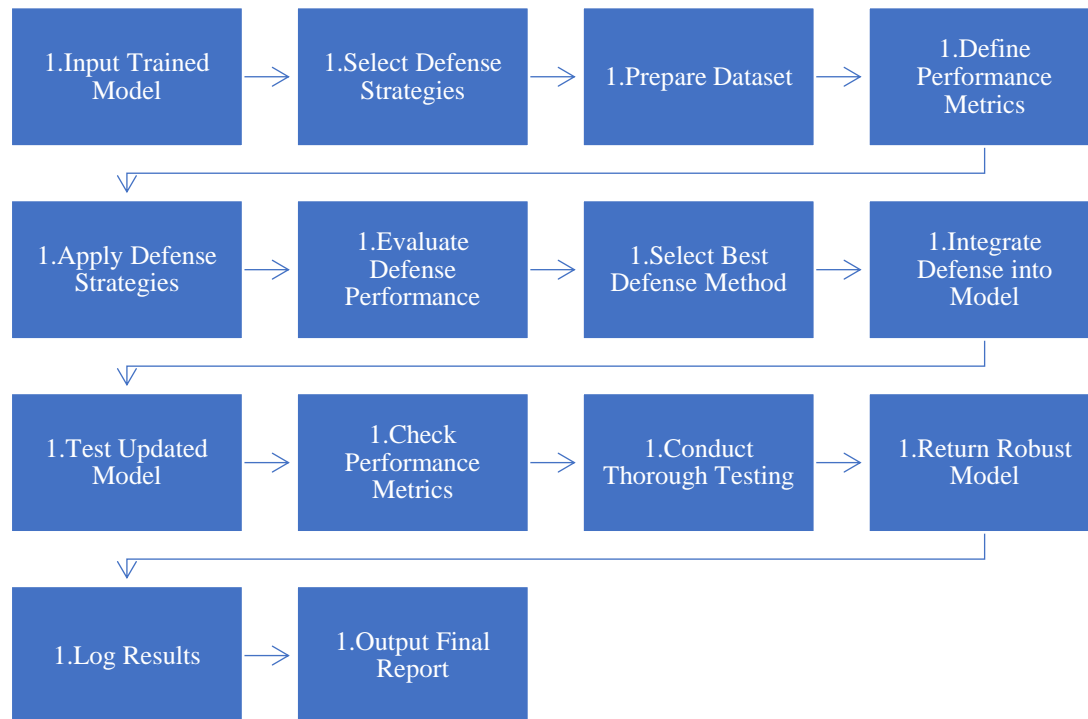 1.Input Trained
Model
1.Select Defense
Strategies
1.Prepare Dataset
1.Define
Performance
Metrics
1.Apply Defense
Strategies
1.Evaluate
Defense
Performance
1.Select Best
Defense Method
1.Integrate
Defense into
Model
1.Test Updated
Model
1.Check
Performance
Metrics
1.Conduct
Thorough Testing
1.Return Robust
Model
1.Log Results
1.Output Final
Report